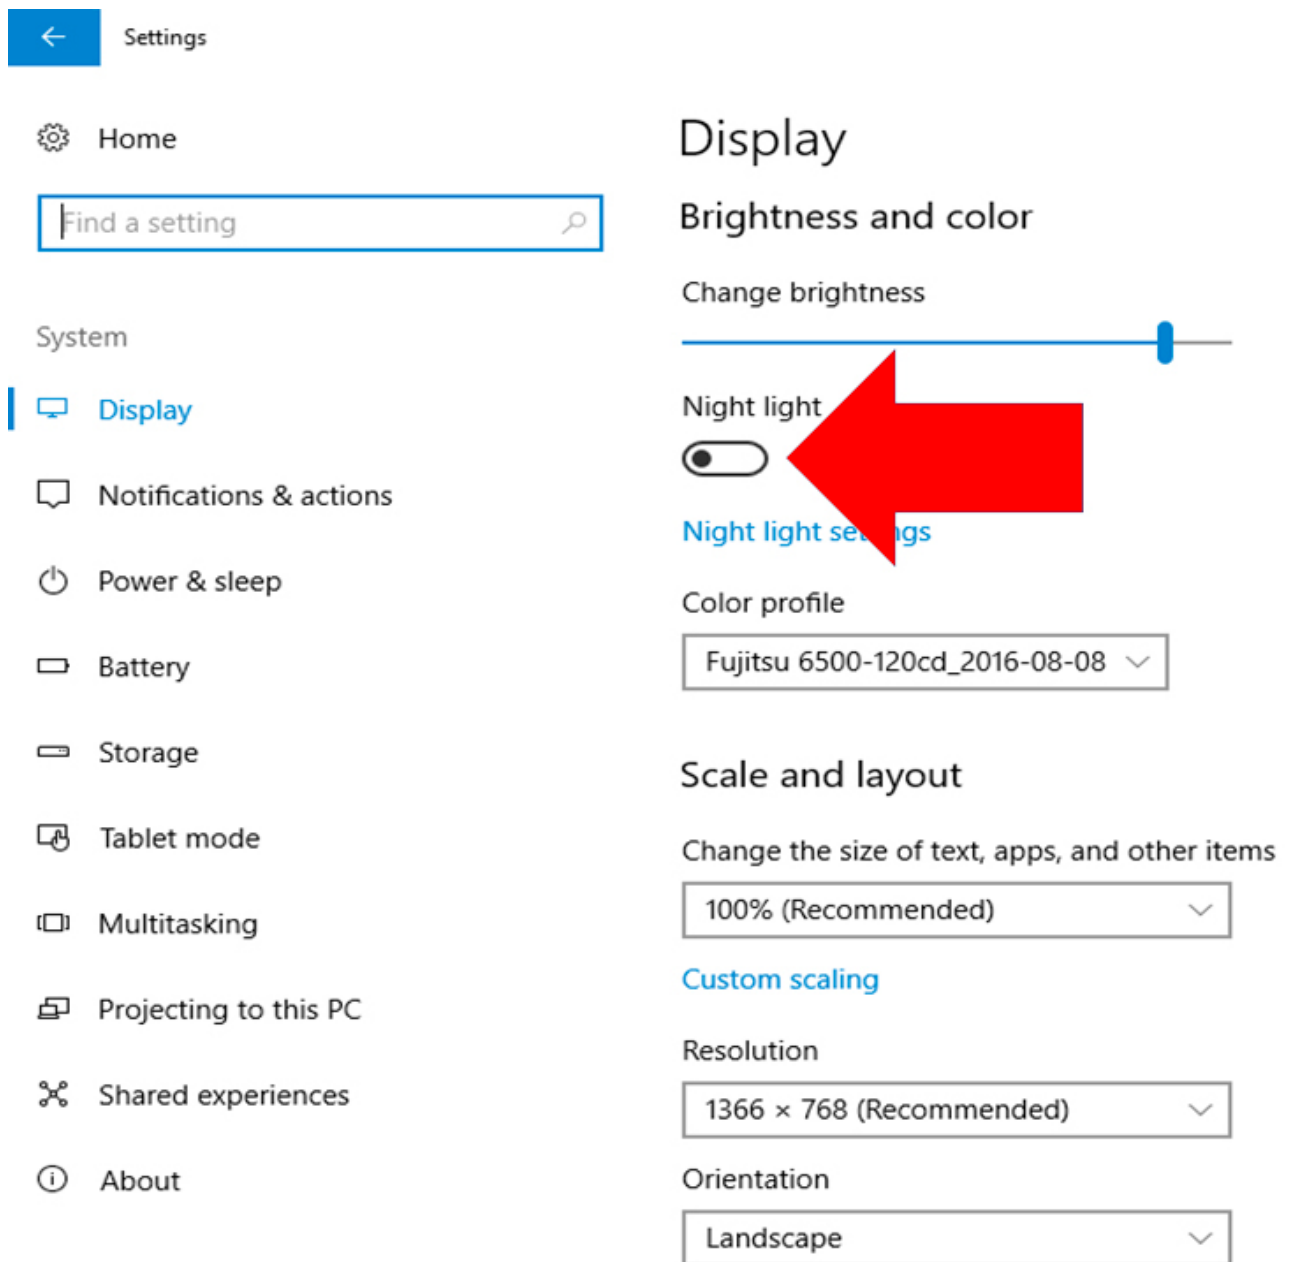 Settings
Home
Find a setting
System
Display
Notifications & actions
Power & sleep
Battery
Storage
Tablet mode
Multitasking
Projecting to this PC
Shared experiences
About
Display
Brightness and color
Change brightness
Night light
Night light settings
Color profile
Fujitsu 6500-120cd_2016-08-08
Scale and layout
Change the size of text, apps, and other items
100% (Recommended)
Custom scaling
Resolution
1366 × 768 (Recommended)
Orientation
Landscape